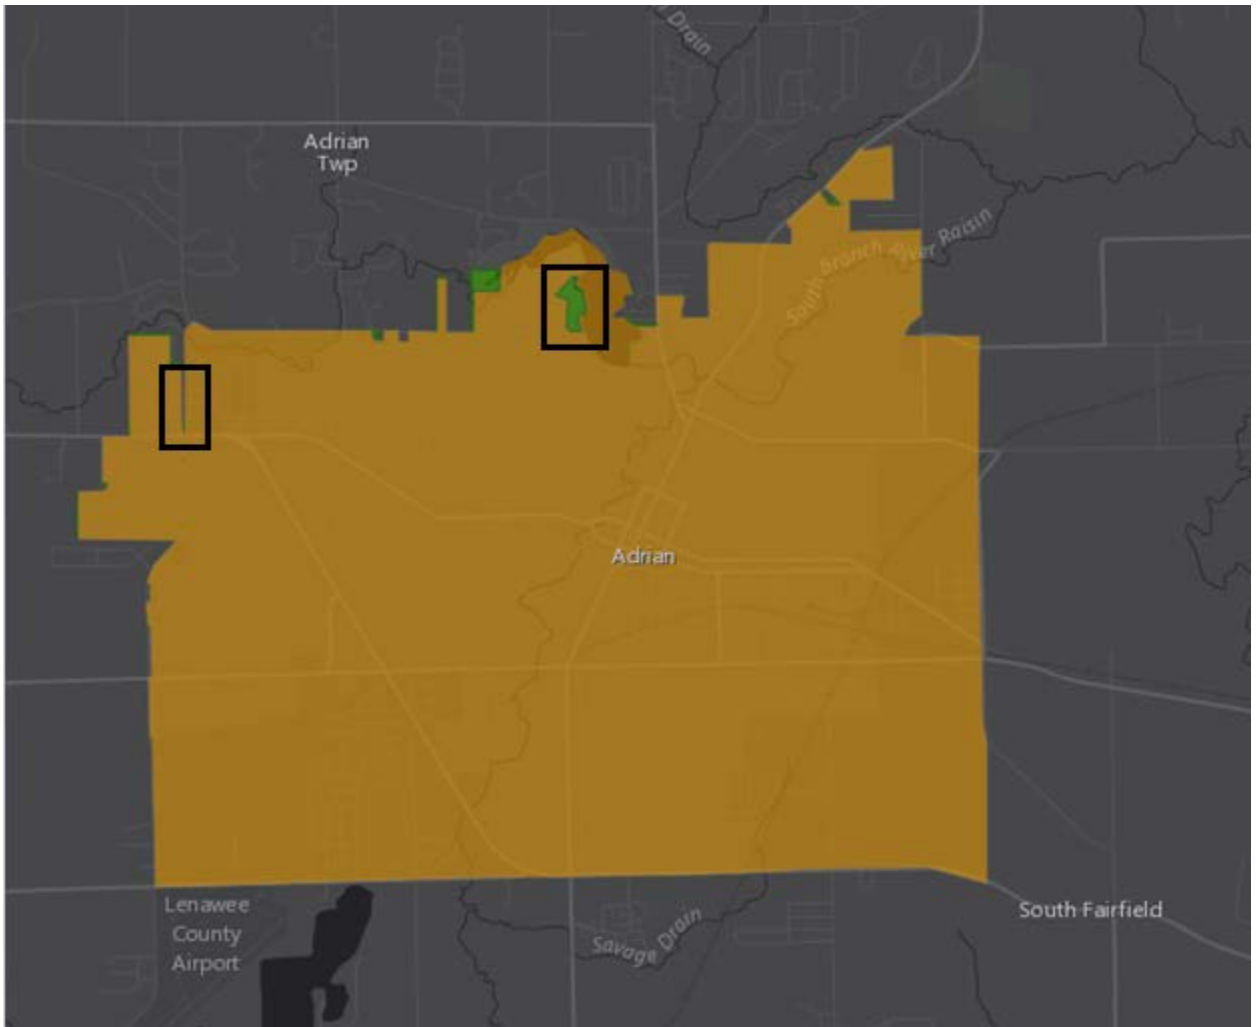 Drain
Adrian
Twp
South Branch River Raisin
Adrian
Lenawee
County
Airport
South Fairfield
Savage Drain